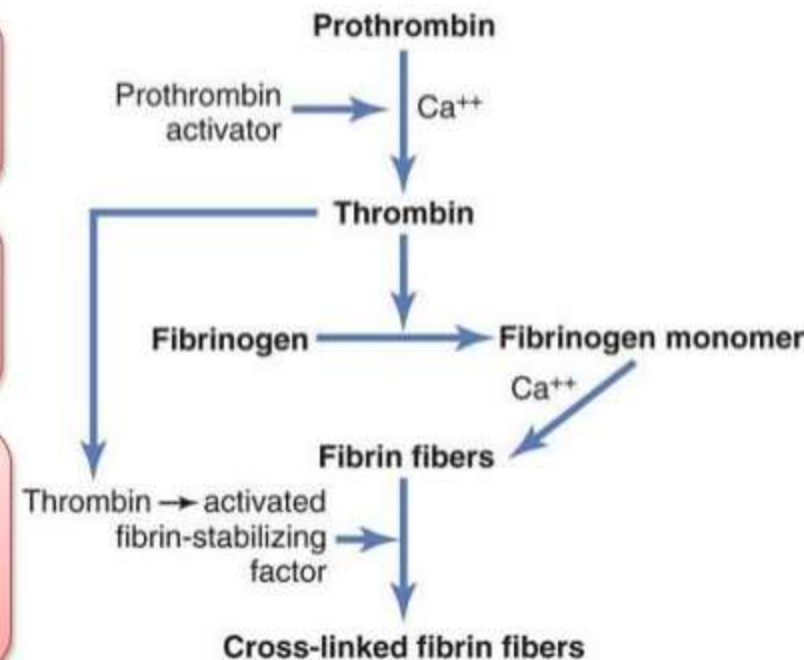 Prothrombin
Prothrombin
activator
Ca++
Thrombin
Fibrinogen
Fibrinogen monomer
Ca++
Fibrin fibers
Thrombin → activated
fibrin-stabilizing
factor
Cross-linked fibrin fibers